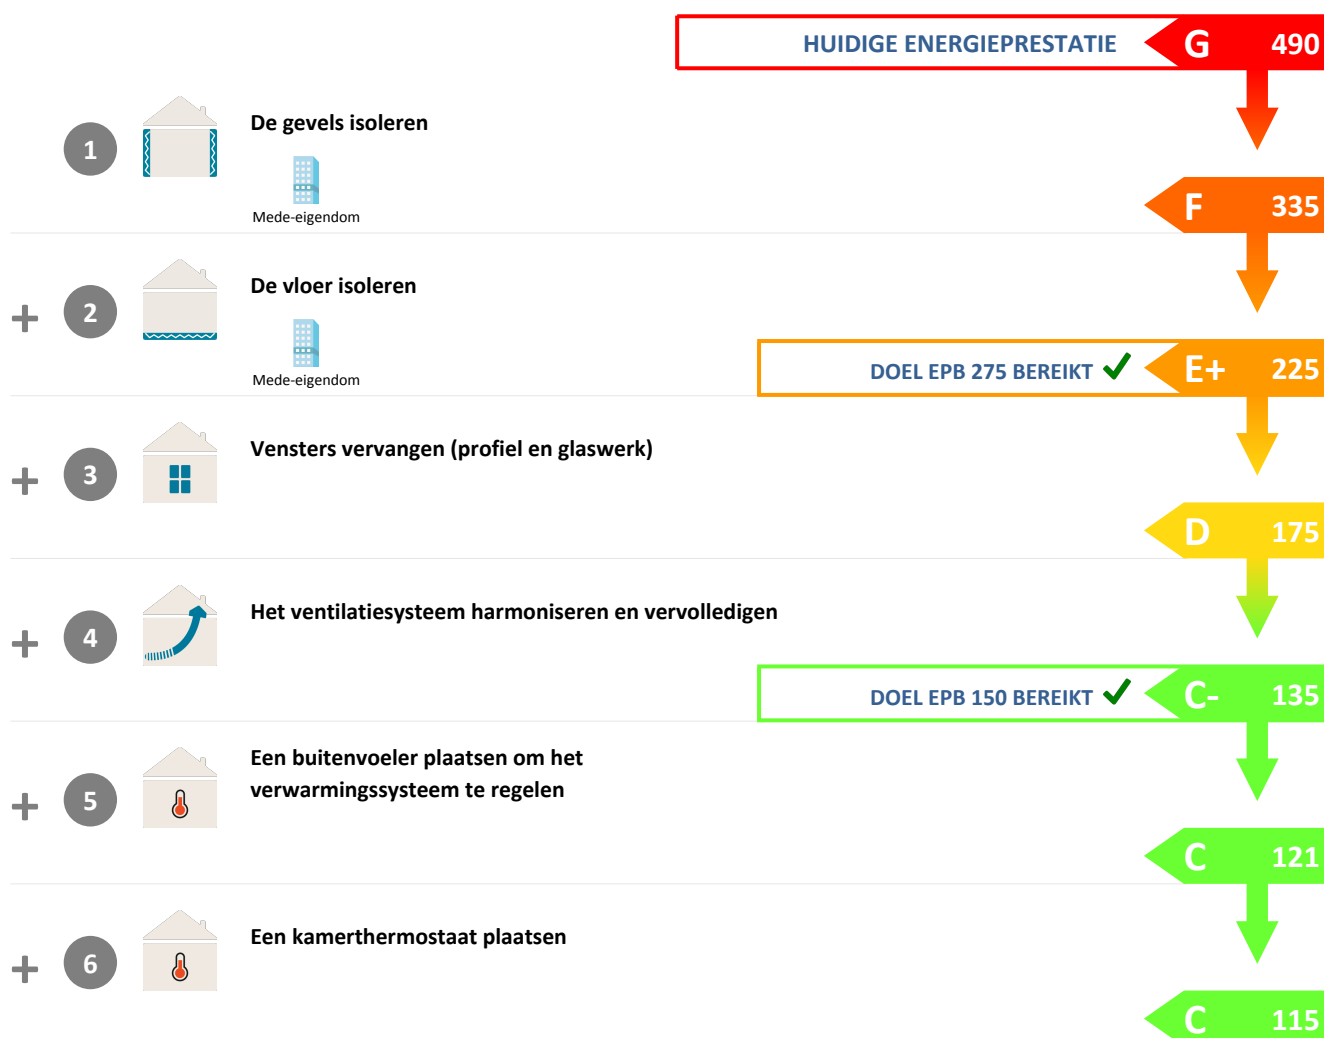 HUIDIGE ENERGIEPRESTATIE G 490
1 De gevels isoleren
Mede-eigendom
F 335
+ 2 De vloer isoleren
Mede-eigendom
DOEL EPB 275 BEREIKT E+ 225
+ 3 Vensters vervangen (profiel en glaswerk)
D 175
+ 4 Het ventilatiesysteem harmoniseren en vervolledigen
DOEL EPB 150 BEREIKT C- 135
+ 5 Een buitenvoeler plaatsen om het
verwarmingssysteem te regelen
C 121
+ 6 Een kamerthermostaat plaatsen
C 115